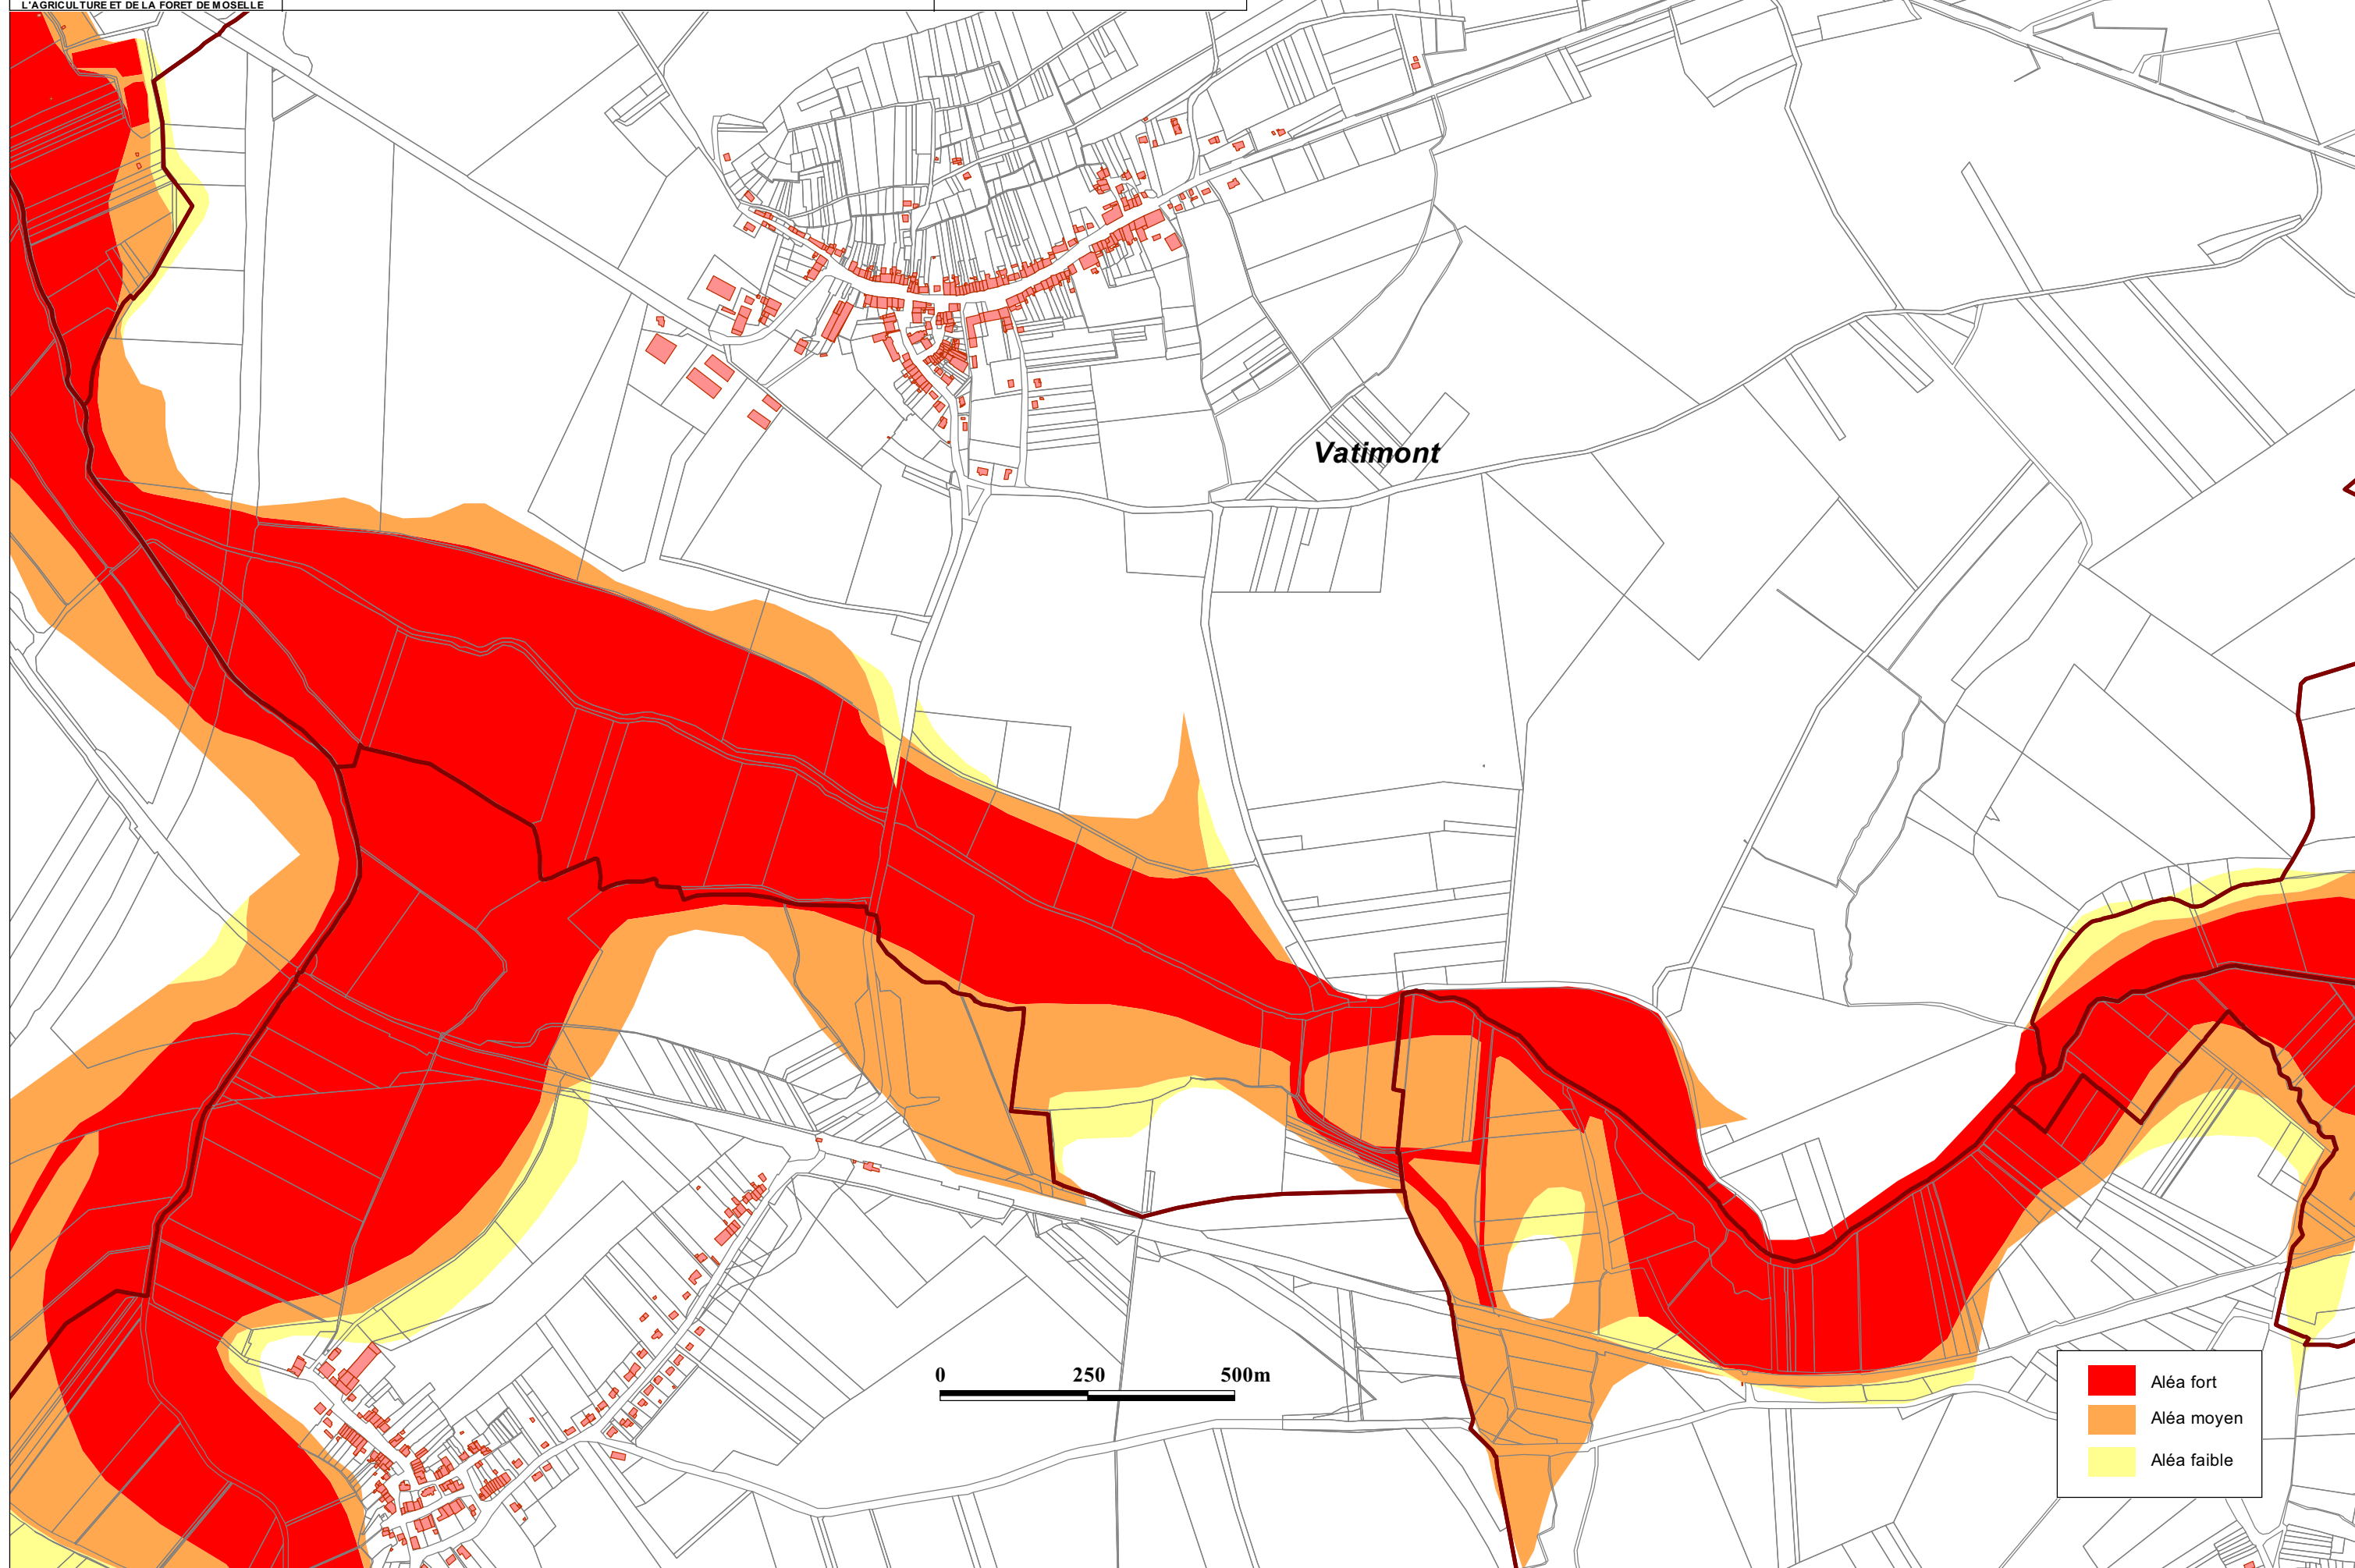 L'AGRICULTURE ET DE LA FORET DE MOSELLE
Vatimont
0 250 500m
Aléa fort
Aléa moyen
Aléa faible